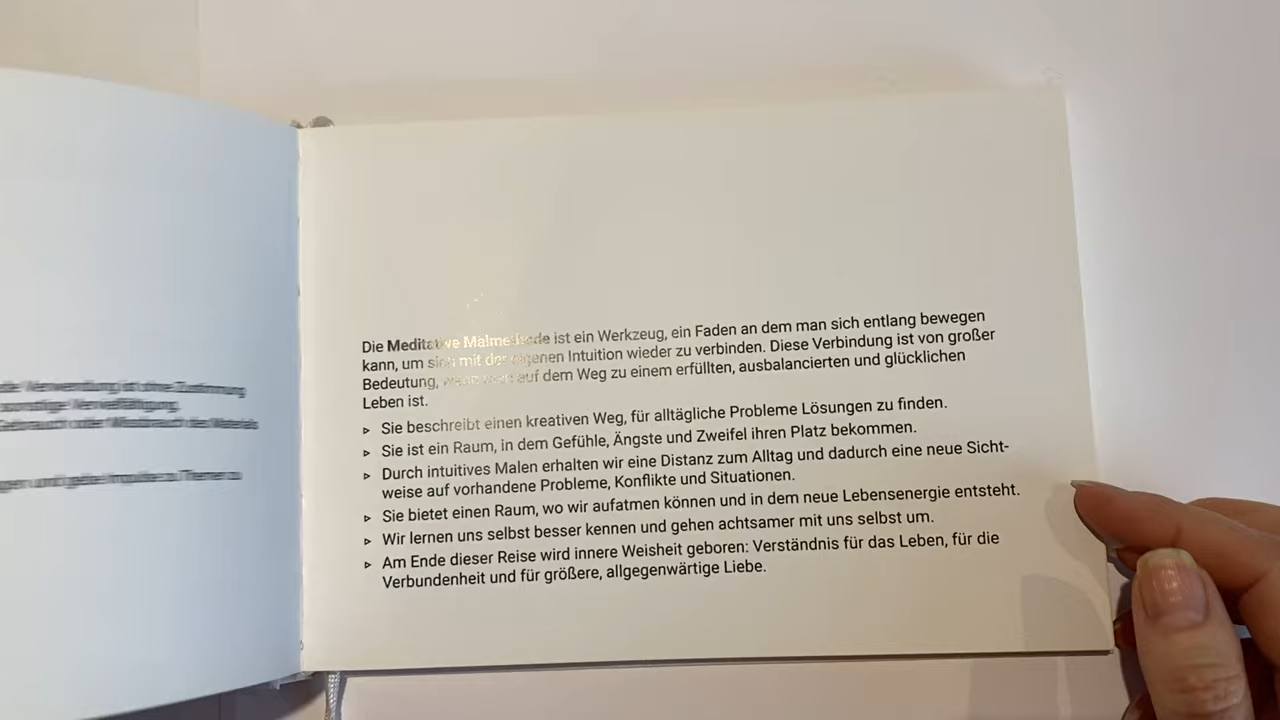 Die Meditative Malmethode ist ein Werkzeug, ein Faden an dem man sich entlang bewegen
kann, um sich mit der eigenen Intuition wieder zu verbinden. Diese Verbindung ist von großer
Bedeutung, auf dem Weg zu einem erfüllten, ausbalancierten und glücklichen
Leben ist.
▹ Sie beschreibt einen kreativen Weg, für alltägliche Probleme Lösungen zu finden.
▹ Sie ist ein Raum, in dem Gefühle, Ängste und Zweifel ihren Platz bekommen.
▹ Durch intuitives Malen erhalten wir eine Distanz zum Alltag und dadurch eine neue Sicht-
weise auf vorhandene Probleme, Konflikte und Situationen.
▹ Sie bietet einen Raum, wo wir aufatmen können und in dem neue Lebensenergie entsteht.
▹ Wir lernen uns selbst besser kennen und gehen achtsamer mit uns selbst um.
▹ Am Ende dieser Reise wird innere Weisheit geboren: Verständnis für das Leben, für die
Verbundenheit und für größere, allgegenwärtige Liebe.